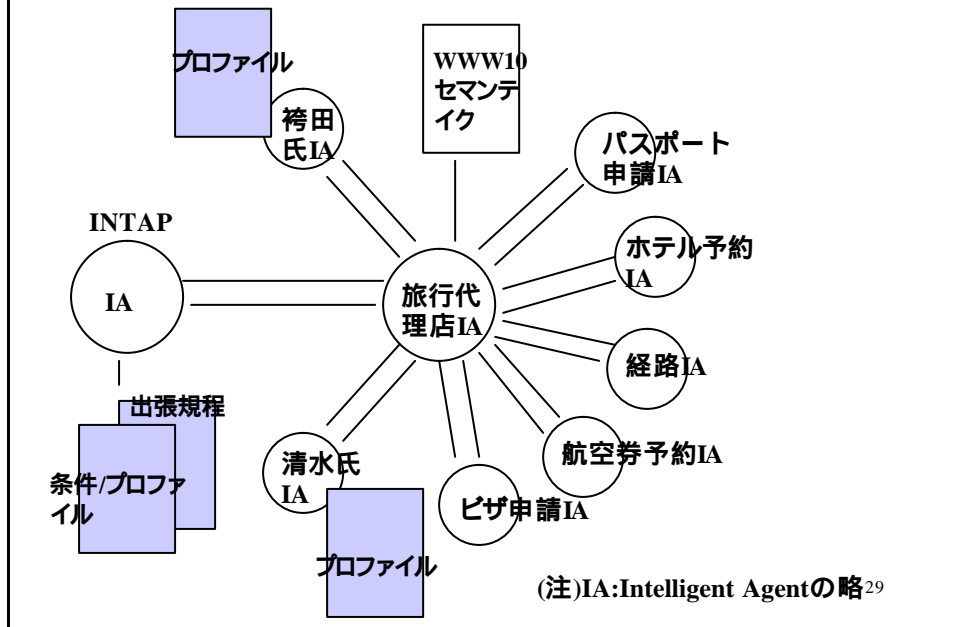 プロファイル
袴田
氏IA
WWW10
セマンテ
イク
パスポート
申請IA
INTAP
IA
ホテル予約
IA
旅行代
理店IA
経路IA
出張規程
条件/プロファ
イル
清水氏
IA
プロファイル
航空券予約IA
ビザ申請IA
(注)IA:Intelligent Agentの略29